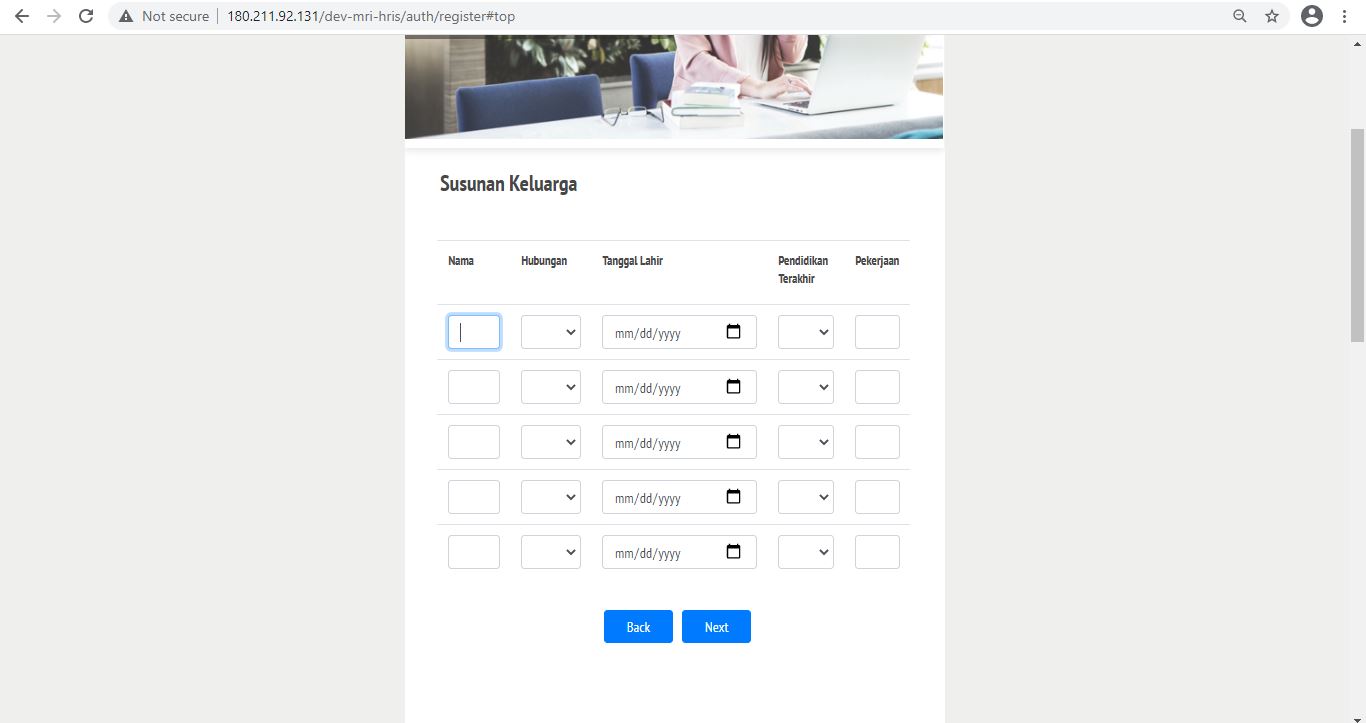 Not secure 180.211.92.131/dev-mri-hris/auth/register#top
Susunan Keluarga
Nama Hubungan Tanggal Lahir Pendidikan Terakhir Pekerjaan
mm/dd/yyyy
mm/dd/yyyy
mm/dd/yyyy
mm/dd/yyyy
mm/dd/yyyy
Back Next